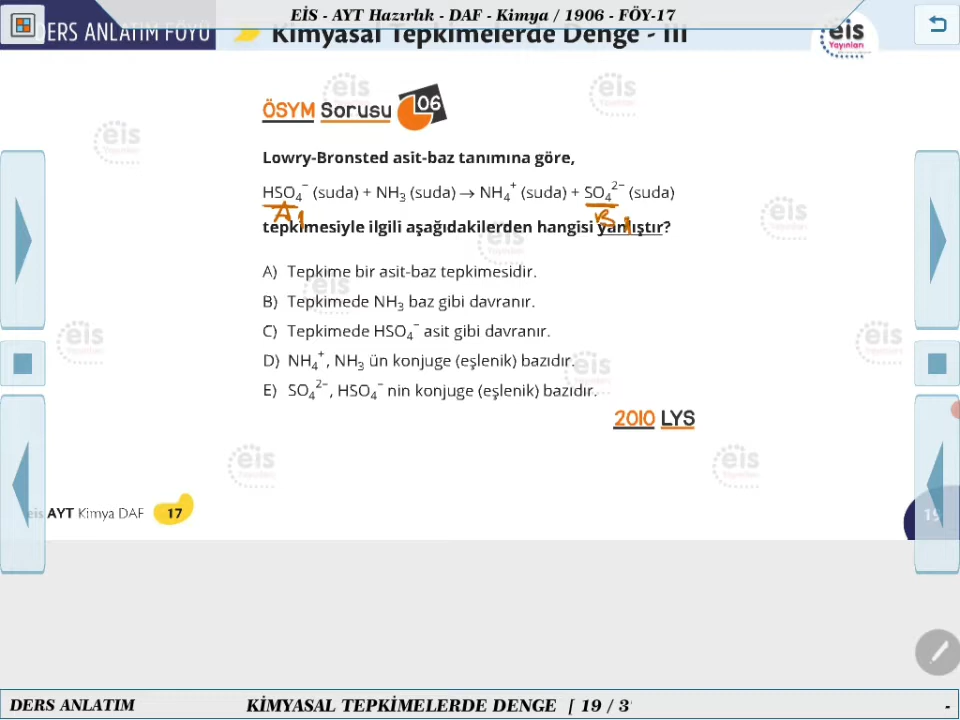 EİS - AYT Hazırlık - DAF - Kimya / 1906 - FÖY-17
DERS ANLATIM FÖYÜ
Kimyasal Tepkimelerde Denge - III
eis
Yayınları
ÖSYM Sorusu 06
Lowry-Bronsted asit-baz tanımına göre,
HSO₄⁻ (suda) + NH₃ (suda) → NH₄⁺ (suda) + SO₄²⁻ (suda)
A1 B1
tepkimesiyle ilgili aşağıdakilerden hangisi yanlıştır?
A) Tepkime bir asit-baz tepkimesidir.
B) Tepkimede NH₃ baz gibi davranır.
C) Tepkimede HSO₄⁻ asit gibi davranır.
D) NH₄⁺, NH₃ ün konjuge (eşlenik) bazıdır.
E) SO₄²⁻, HSO₄⁻ nin konjuge (eşlenik) bazıdır.
2010 LYS
eis AYT Kimya DAF 17
DERS ANLATIM
KİMYASAL TEPKİMELERDE DENGE [ 19 / 3
-